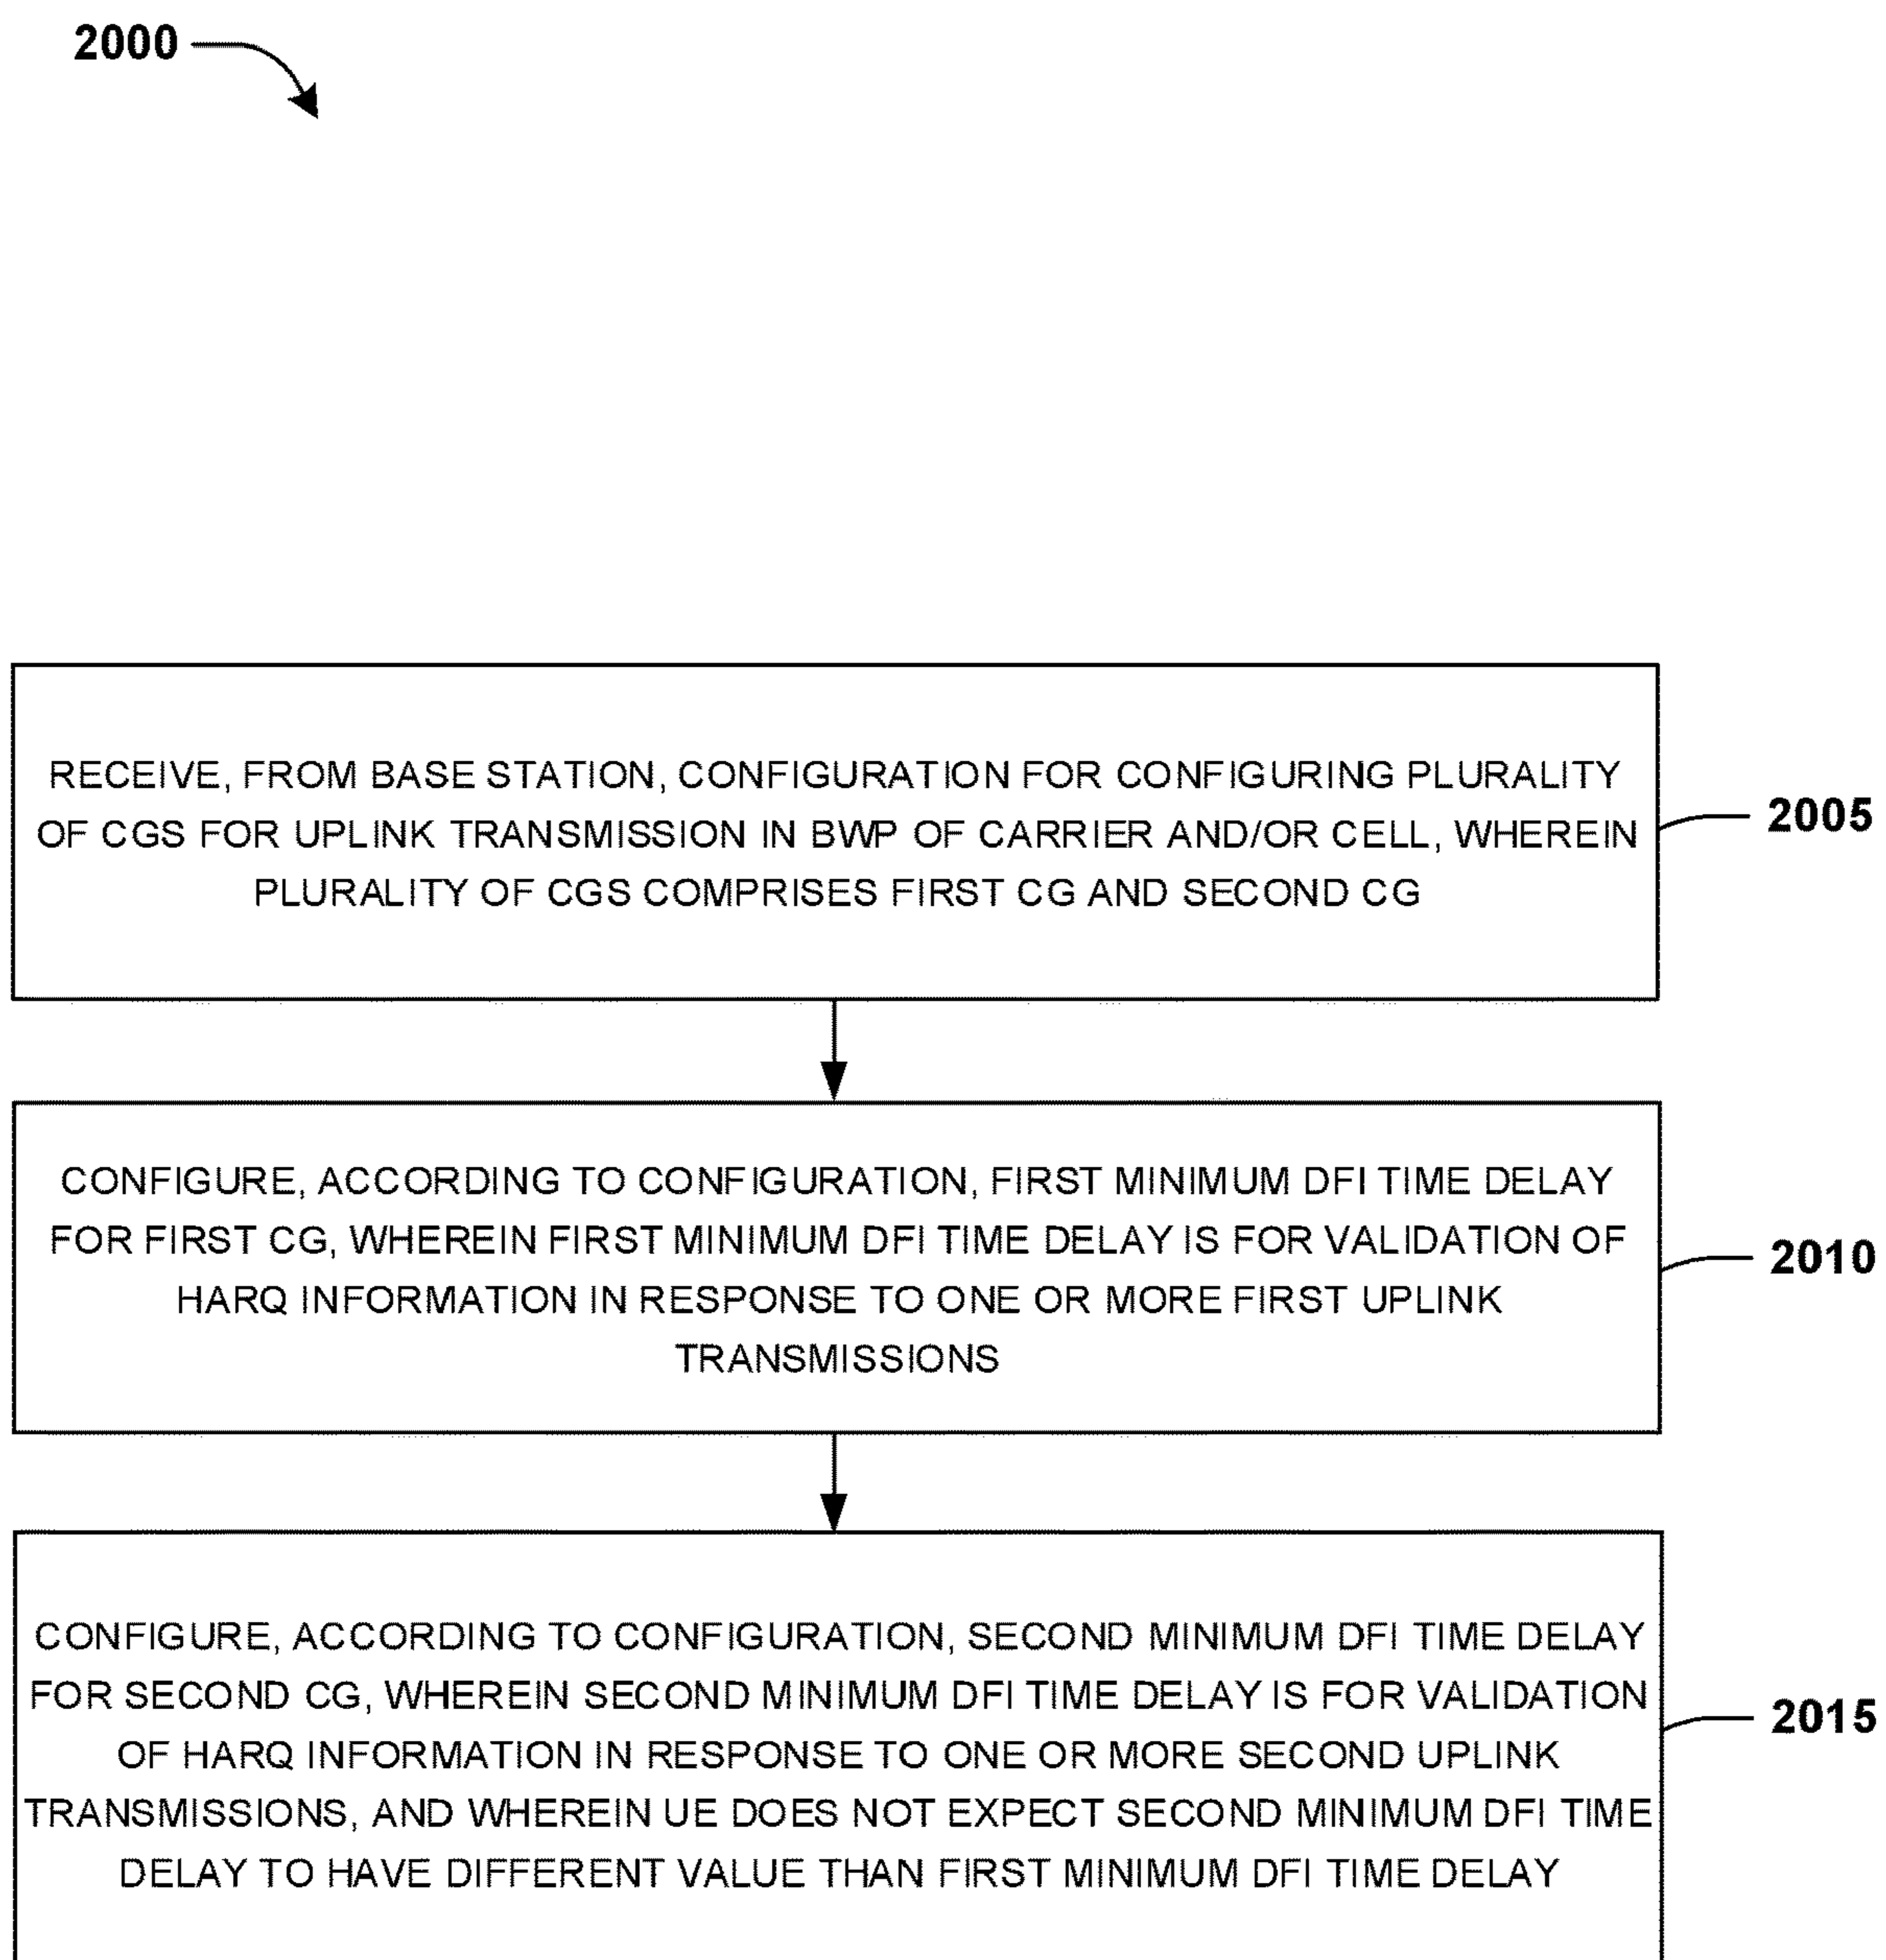 2000
RECEIVE, FROM BASE STATION, CONFIGURATION FOR CONFIGURING PLURALITY
OF CGS FOR UPLINK TRANSMISSION IN BWP OF CARRIER AND/OR CELL, WHEREIN
PLURALITY OF CGS COMPRISES FIRST CG AND SECOND CG
2005
CONFIGURE, ACCORDING TO CONFIGURATION, FIRST MINIMUM DFI TIME DELAY
FOR FIRST CG, WHEREIN FIRST MINIMUM DFI TIME DELAY IS FOR VALIDATION OF
HARQ INFORMATION IN RESPONSE TO ONE OR MORE FIRST UPLINK
TRANSMISSIONS
2010
CONFIGURE, ACCORDING TO CONFIGURATION, SECOND MINIMUM DFI TIME DELAY
FOR SECOND CG, WHEREIN SECOND MINIMUM DFI TIME DELAY IS FOR VALIDATION
OF HARQ INFORMATION IN RESPONSE TO ONE OR MORE SECOND UPLINK
TRANSMISSIONS, AND WHEREIN UE DOES NOT EXPECT SECOND MINIMUM DFI TIME
DELAY TO HAVE DIFFERENT VALUE THAN FIRST MINIMUM DFI TIME DELAY
2015